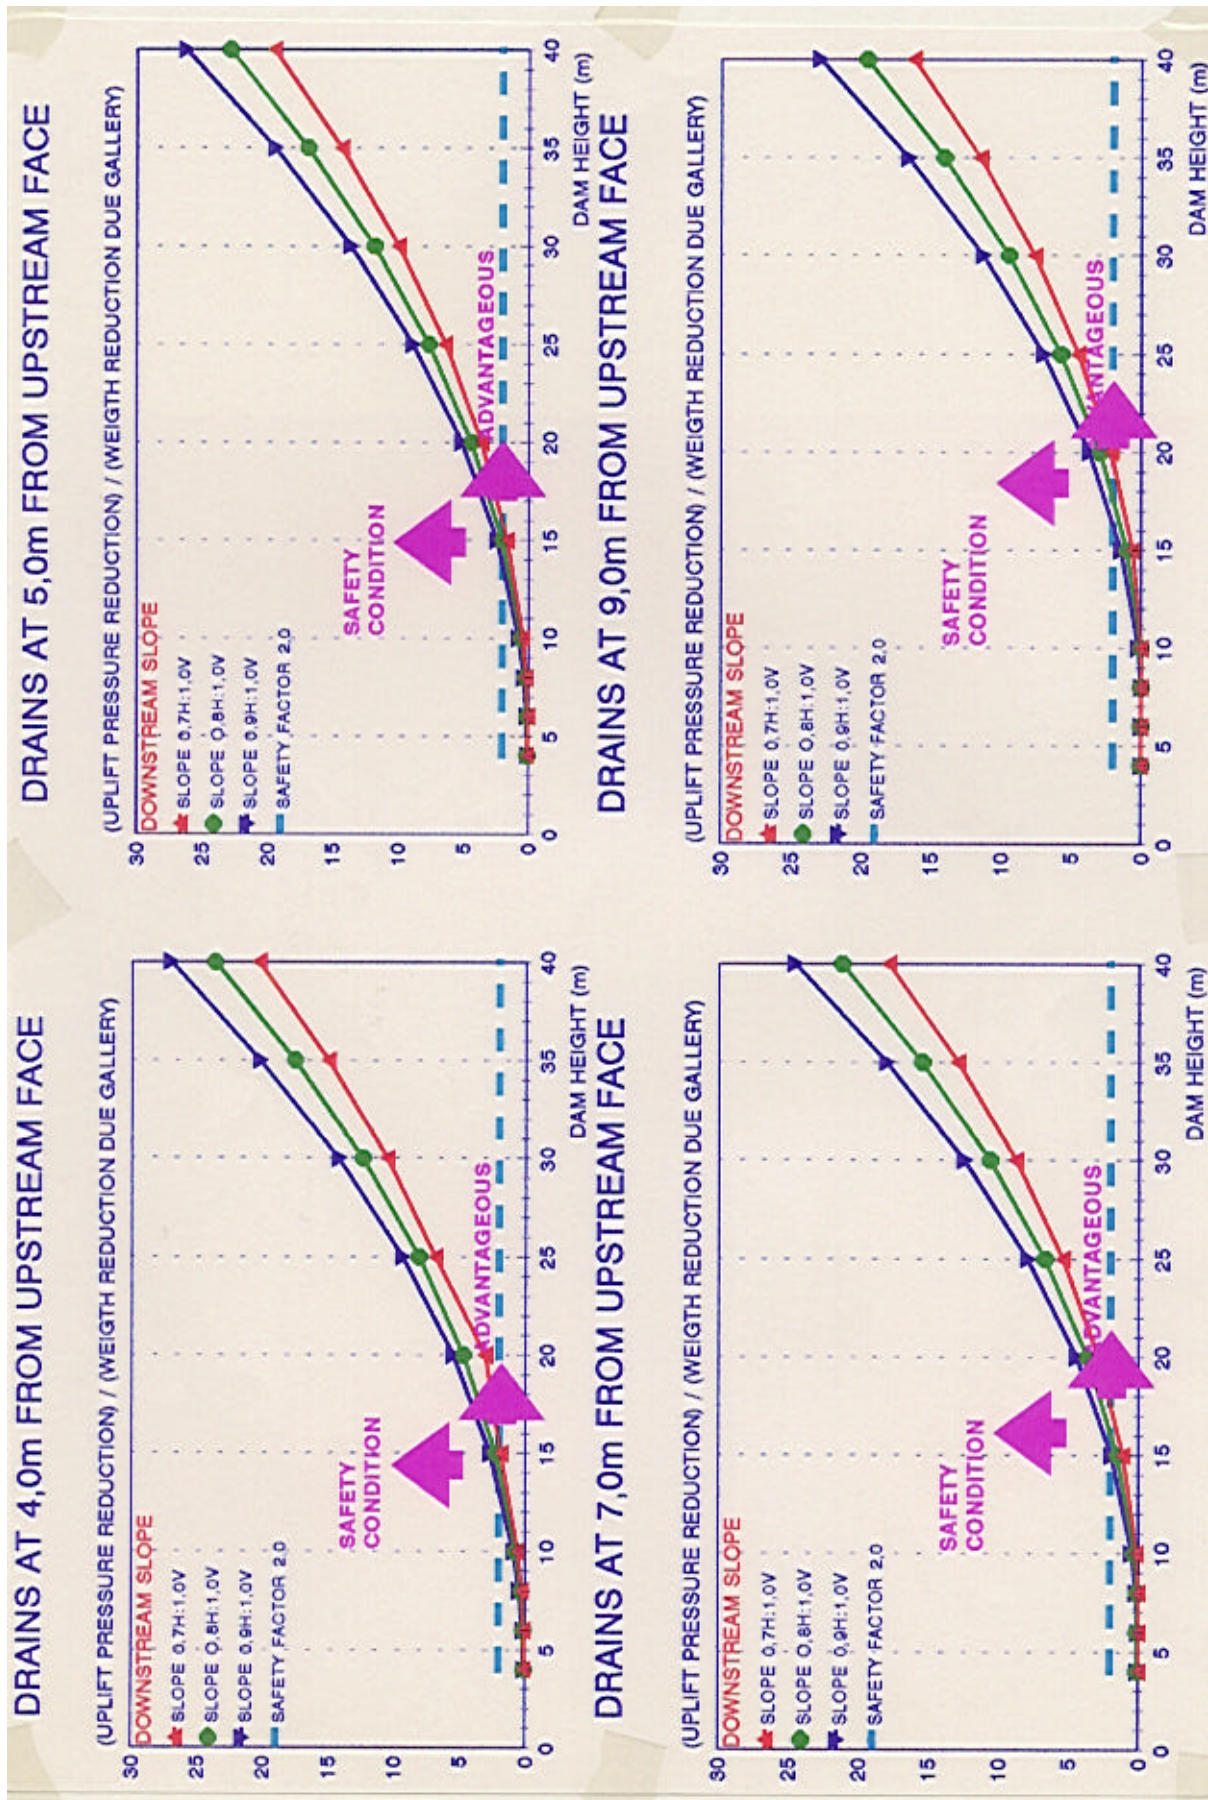 DRAINS AT 4,0m FROM UPSTREAM FACE
(UPLIFT PRESSURE REDUCTION) / (WEIGTH REDUCTION DUE GALLERY)
30
25
20
15
10
5
0
DOWNSTREAM SLOPE
SLOPE 0,7H:1,0V
SLOPE 0,8H:1,0V
SLOPE 0,9H:1,0V
SAFETY FACTOR 2,0
SAFETY
CONDITION
ADVANTAGEOUS
0 5 10 15 20 25 30 35 40
DAM HEIGHT (m)
DRAINS AT 5,0m FROM UPSTREAM FACE
(UPLIFT PRESSURE REDUCTION) / (WEIGTH REDUCTION DUE GALLERY)
30
25
20
15
10
5
0
DOWNSTREAM SLOPE
SLOPE 0,7H:1,0V
SLOPE 0,8H:1,0V
SLOPE 0,9H:1,0V
SAFETY FACTOR 2,0
SAFETY
CONDITION
ADVANTAGEOUS
0 5 10 15 20 25 30 35 40
DAM HEIGHT (m)
DRAINS AT 7,0m FROM UPSTREAM FACE
(UPLIFT PRESSURE REDUCTION) / (WEIGTH REDUCTION DUE GALLERY)
30
25
20
15
10
5
0
DOWNSTREAM SLOPE
SLOPE 0,7H:1,0V
SLOPE 0,8H:1,0V
SLOPE 0,9H:1,0V
SAFETY FACTOR 2,0
SAFETY
CONDITION
DVANTAGEOUS
0 5 10 15 20 25 30 35 40
DAM HEIGHT (m)
DRAINS AT 9,0m FROM UPSTREAM FACE
(UPLIFT PRESSURE REDUCTION) / (WEIGTH REDUCTION DUE GALLERY)
30
25
20
15
10
5
0
DOWNSTREAM SLOPE
SLOPE 0,7H:1,0V
SLOPE 0,8H:1,0V
SLOPE 0,9H:1,0V
SAFETY FACTOR 2,0
SAFETY
CONDITION
VANTAGEOUS
0 5 10 15 20 25 30 35 40
DAM HEIGHT (m)